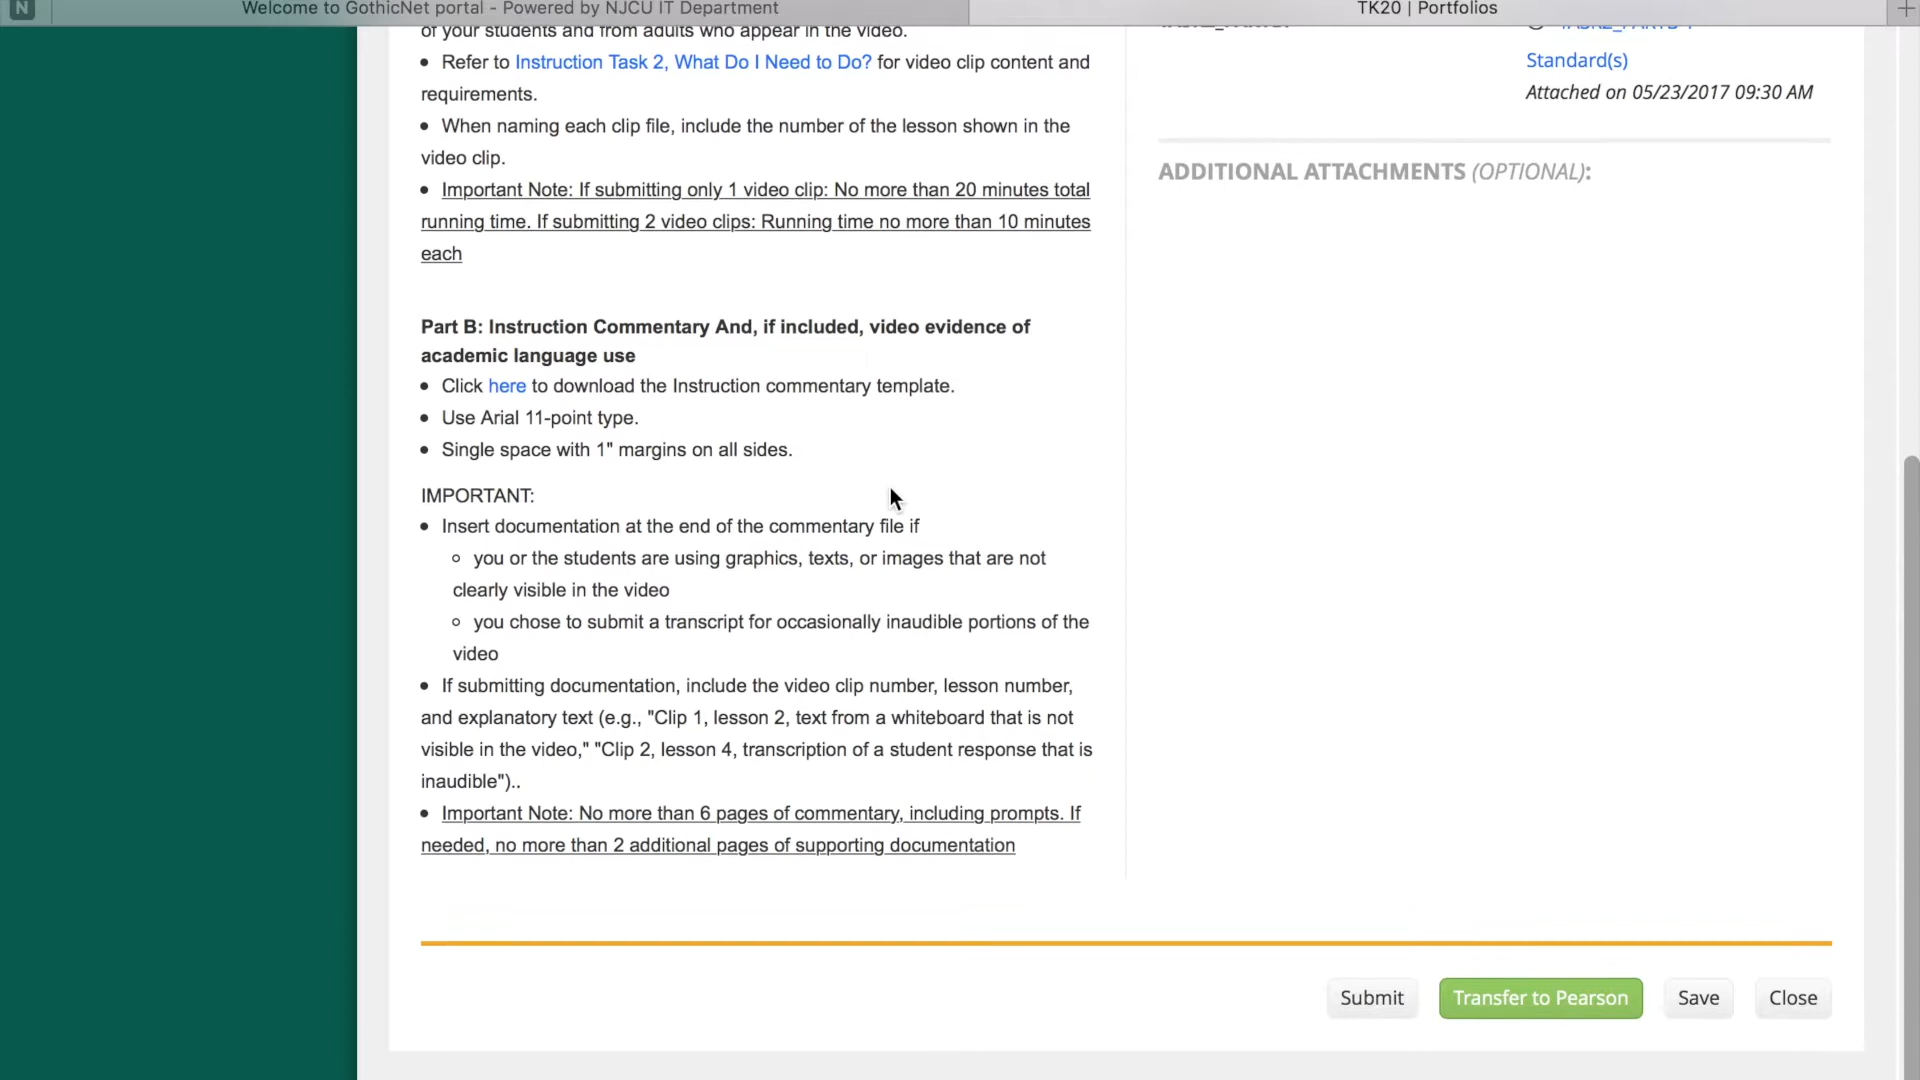 N
Welcome to GothicNet portal - Powered by NJCU IT Department
TK20 | Portfolios
of your students and from adults who appear in the video.
• Refer to Instruction Task 2, What Do I Need to Do? for video clip content and
requirements.
• When naming each clip file, include the number of the lesson shown in the
video clip.
• Important Note: If submitting only 1 video clip: No more than 20 minutes total
running time. If submitting 2 video clips: Running time no more than 10 minutes
each
Part B: Instruction Commentary And, if included, video evidence of
academic language use
• Click here to download the Instruction commentary template.
• Use Arial 11-point type.
• Single space with 1" margins on all sides.
IMPORTANT:
• Insert documentation at the end of the commentary file if
○ you or the students are using graphics, texts, or images that are not
clearly visible in the video
○ you chose to submit a transcript for occasionally inaudible portions of the
video
• If submitting documentation, include the video clip number, lesson number,
and explanatory text (e.g., "Clip 1, lesson 2, text from a whiteboard that is not
visible in the video," "Clip 2, lesson 4, transcription of a student response that is
inaudible")..
• Important Note: No more than 6 pages of commentary, including prompts. If
needed, no more than 2 additional pages of supporting documentation
Standard(s)
Attached on 05/23/2017 09:30 AM
ADDITIONAL ATTACHMENTS (OPTIONAL):
Submit
Transfer to Pearson
Save
Close